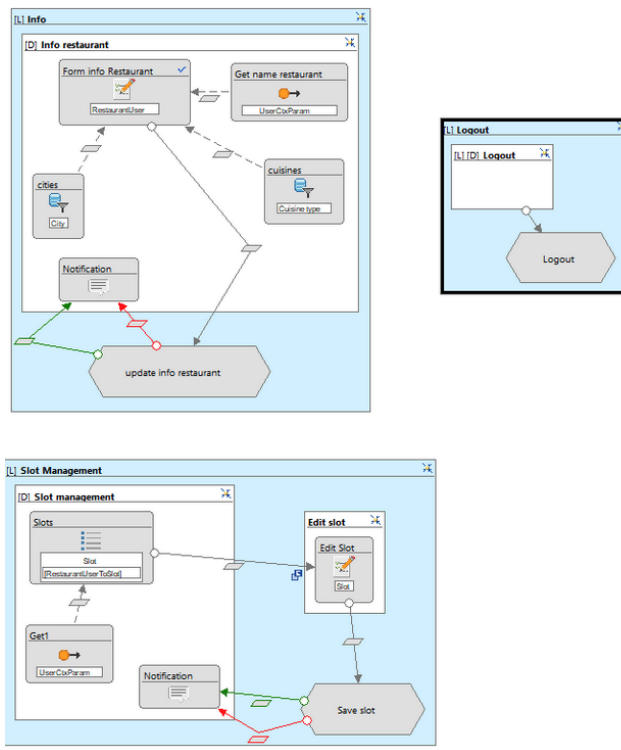 [L] Info
[D] Info restaurant
Form info Restaurant
RestaurantUser
Get name restaurant
UserCtxParam
cities
City
cuisines
Cuisine type
Notification
update info restaurant
[L] Logout
[L] [D] Logout
Logout
[L] Slot Management
[D] Slot management
Slots
Slot
[RestaurantUserToSlot]
Edit slot
Edit Slot
Slot
Get1
UserCtxParam
Notification
Save slot